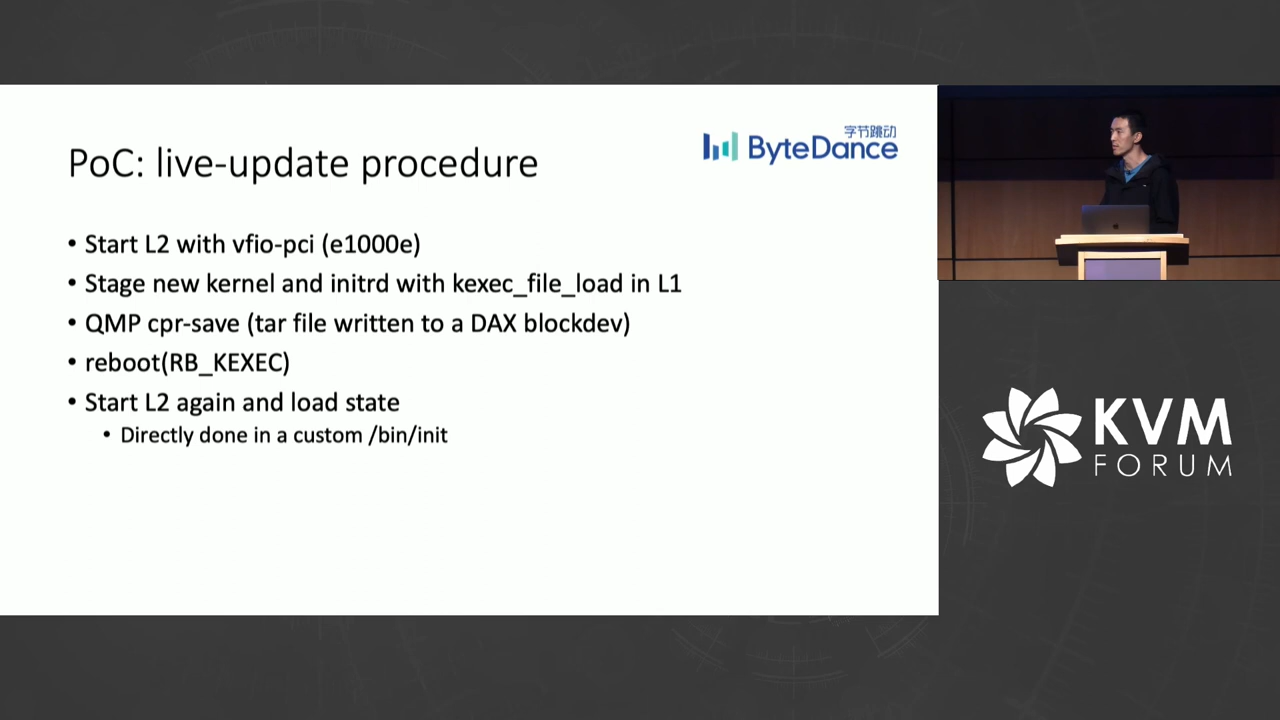 字节跳动
ByteDance
PoC: live-update procedure
• Start L2 with vfio-pci (e1000e)
• Stage new kernel and initrd with kexec_file_load in L1
• QMP cpr-save (tar file written to a DAX blockdev)
• reboot(RB_KEXEC)
• Start L2 again and load state
• Directly done in a custom /bin/init
KVM
FORUM